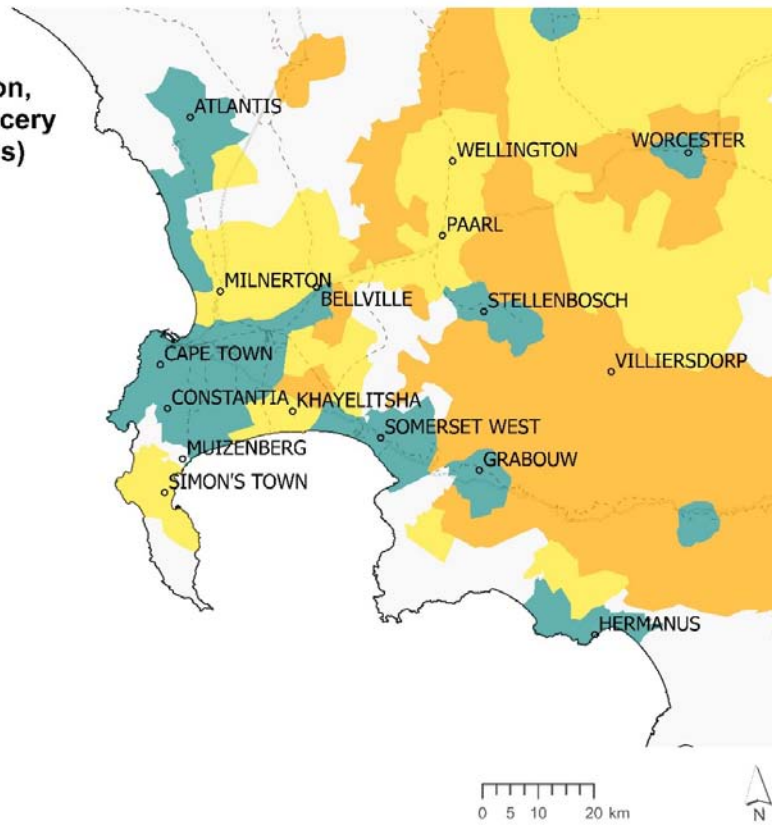 on,
cery
s)
ATLANTIS
WELLINGTON
WORCESTER
PAARL
MILNERTON
BELLVILLE
STELLENBOSCH
CAPE TOWN
VILLIERSDORP
CONSTANTIA
KHAYELITSHA
SOMERSET WEST
MUIZENBERG
GRABOUW
SIMON'S TOWN
HERMANUS
0 5 10 20 km
N